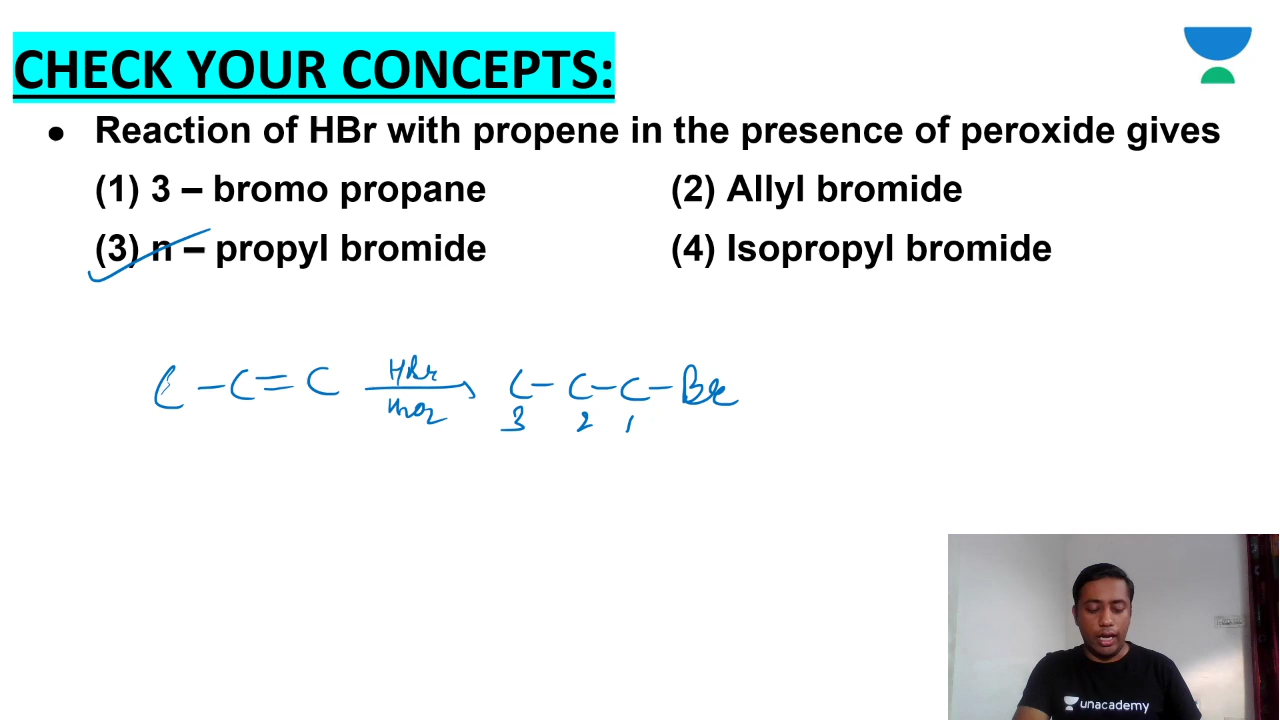 CHECK YOUR CONCEPTS:
● Reaction of HBr with propene in the presence of peroxide gives
(1) 3 – bromo propane (2) Allyl bromide
(3) n – propyl bromide (4) Isopropyl bromide
C - C = C HBr C - C - C - Br
3 2 1
unacademy